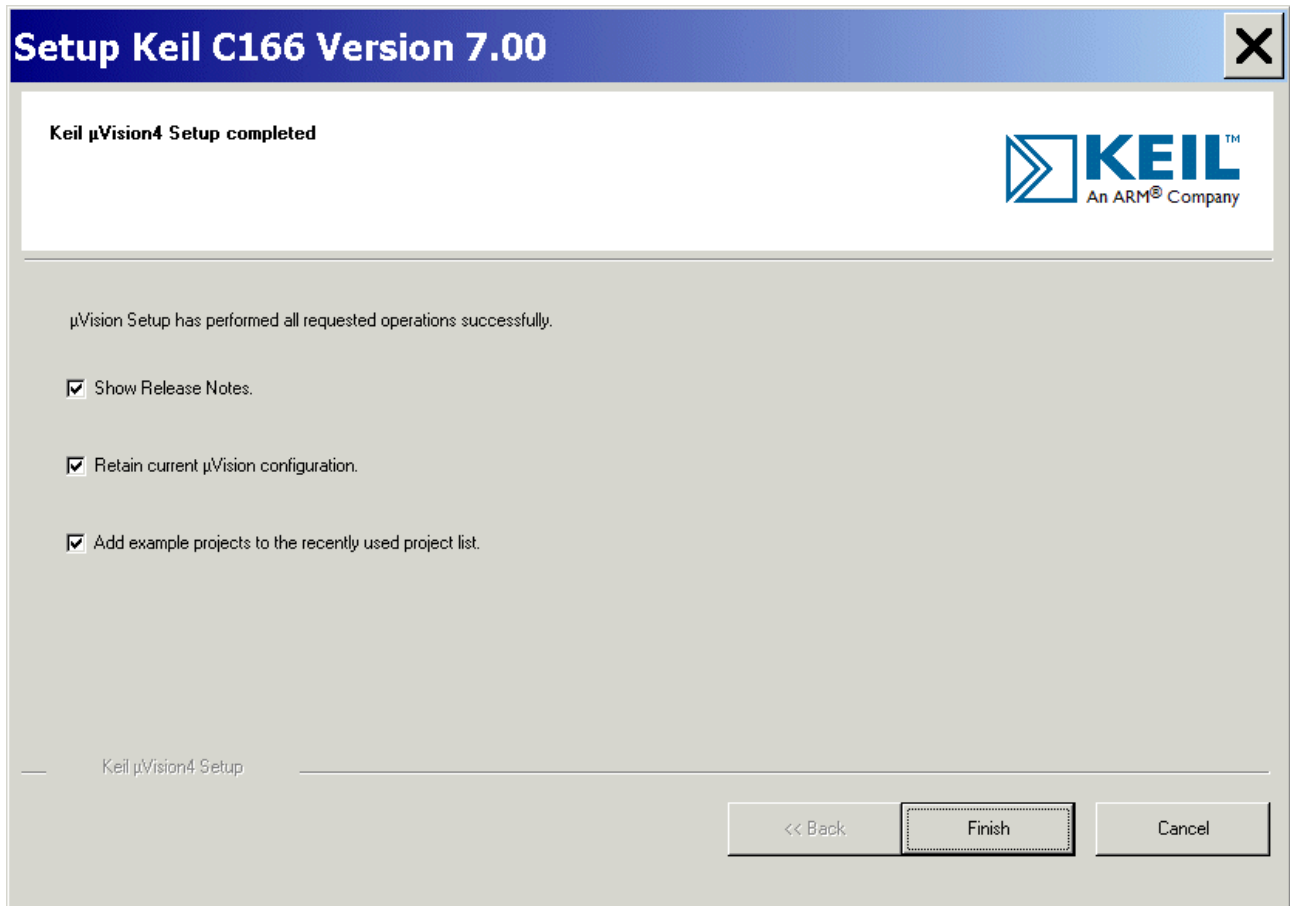 Setup Keil C166 Version 7.00
Keil µVision4 Setup completed
KEIL™
An ARM® Company
µVision Setup has performed all requested operations successfully.
Show Release Notes.
Retain current µVision configuration.
Add example projects to the recently used project list.
Keil µVision4 Setup
<< Back
Finish
Cancel